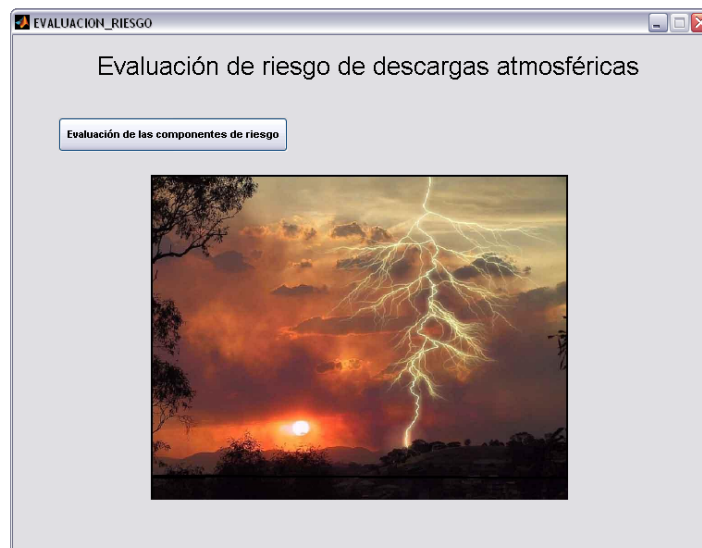 EVALUACION_RIESGO
Evaluación de riesgo de descargas atmosféricas
Evaluación de las componentes de riesgo